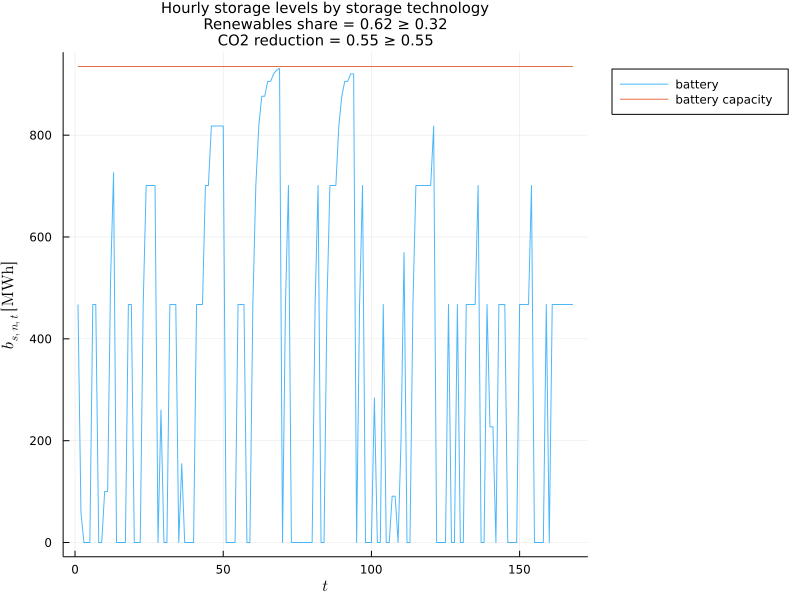 Hourly storage levels by storage technology
Renewables share = 0.62 ≥ 0.32
CO2 reduction = 0.55 ≥ 0.55
battery
battery capacity
800
600
400
200
0
b_{s, n, t} [MWh]
0
50
100
150
t